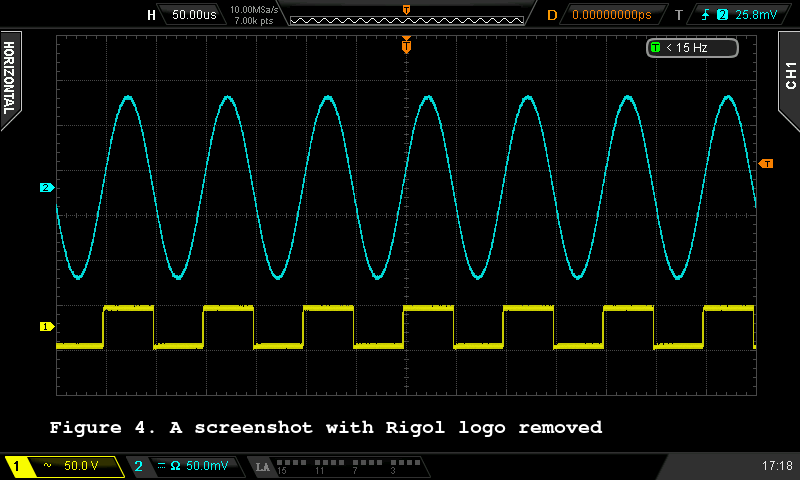 H 50.00us 10.00MSa/s 7.00k pts T D 0.00000000ps T 2 25.8mV
T < 15 Hz
HORIZONTAL
CH1
T
T
2
1
Figure 4. A screenshot with Rigol logo removed
1 ~ 50.0 V 2 = Ω 50.0mV LA 15 11 7 3 17:18